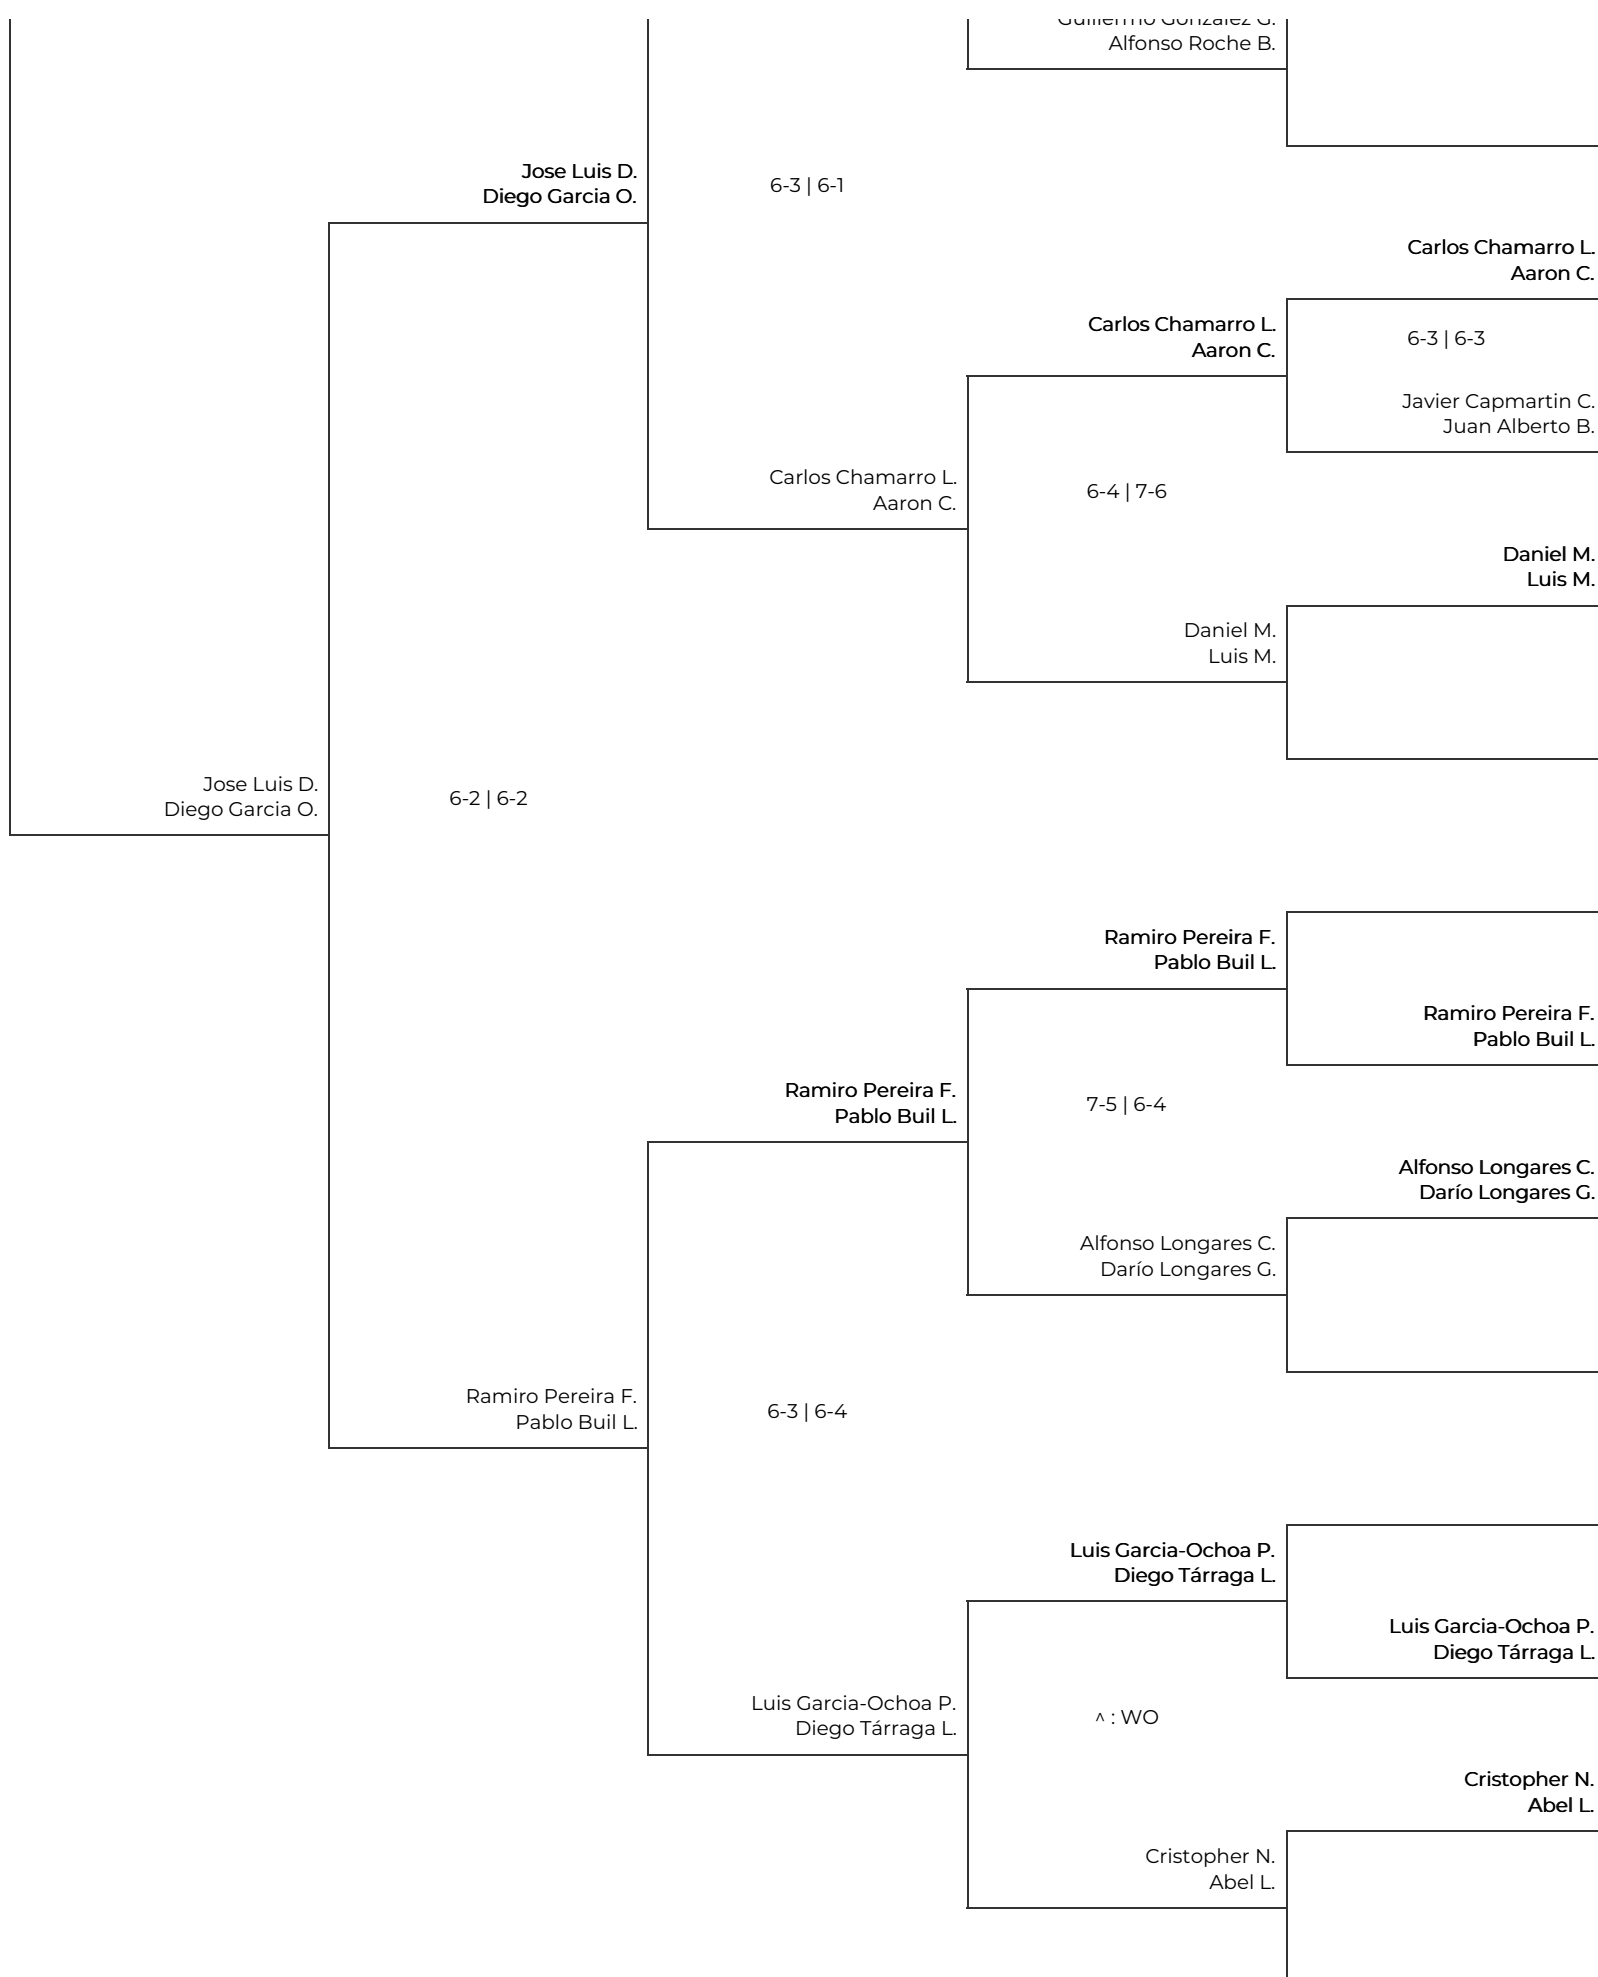 Guillermo Gonzalez G.
Alfonso Roche B.
Jose Luis D.
Diego Garcia O.
6-3 | 6-1
Carlos Chamarro L.
Aaron C.
Carlos Chamarro L.
Aaron C.
6-3 | 6-3
Javier Capmartin C.
Juan Alberto B.
Carlos Chamarro L.
Aaron C.
6-4 | 7-6
Daniel M.
Luis M.
Daniel M.
Luis M.
Jose Luis D.
Diego Garcia O.
6-2 | 6-2
Ramiro Pereira F.
Pablo Buil L.
Ramiro Pereira F.
Pablo Buil L.
Ramiro Pereira F.
Pablo Buil L.
7-5 | 6-4
Alfonso Longares C.
Darío Longares G.
Alfonso Longares C.
Darío Longares G.
Ramiro Pereira F.
Pablo Buil L.
6-3 | 6-4
Luis Garcia-Ochoa P.
Diego Tárraga L.
Luis Garcia-Ochoa P.
Diego Tárraga L.
Luis Garcia-Ochoa P.
Diego Tárraga L.
^ : WO
Cristopher N.
Abel L.
Cristopher N.
Abel L.